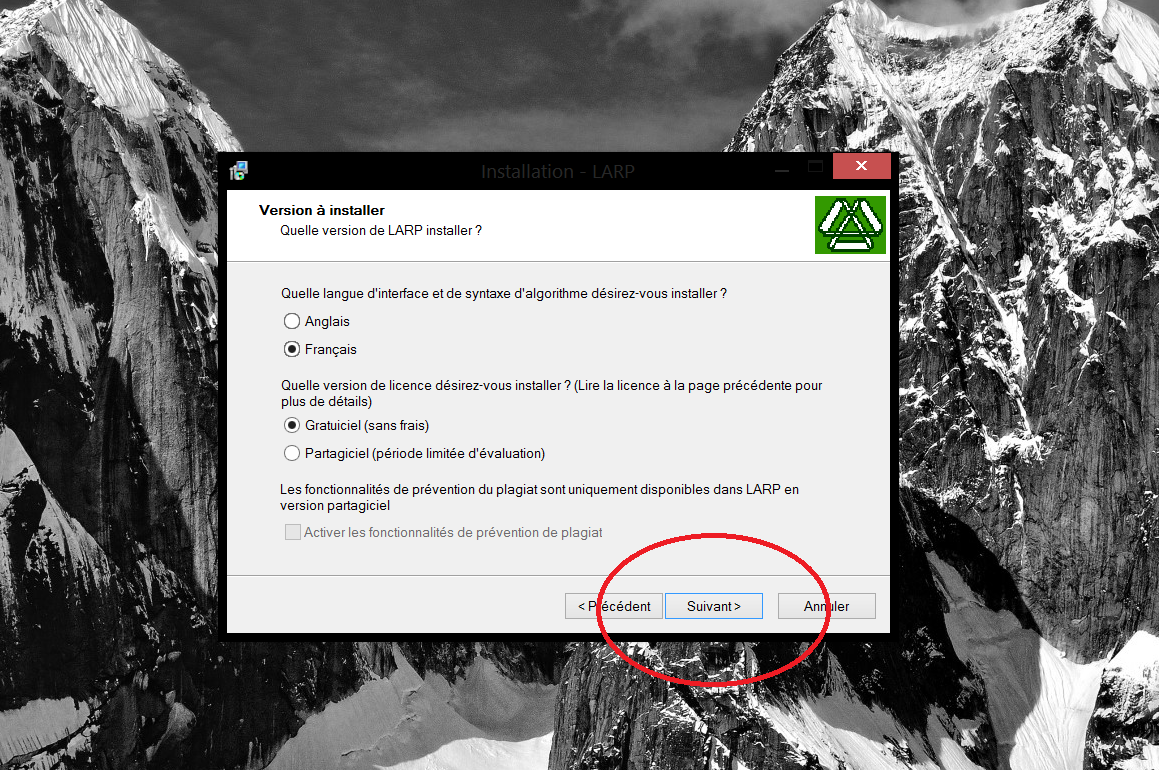 Installation - LARP
Version à installer
Quelle version de LARP installer ?
Quelle langue d'interface et de syntaxe d'algorithme désirez-vous installer ?
Anglais
Français
Quelle version de licence désirez-vous installer ? (Lire la licence à la page précédente pour
plus de détails)
Gratuiciel (sans frais)
Partagiciel (période limitée d'évaluation)
Les fonctionnalités de prévention du plagiat sont uniquement disponibles dans LARP en
version partagiciel
Activer les fonctionnalités de prévention de plagiat
< Précédent Suivant > Annuler